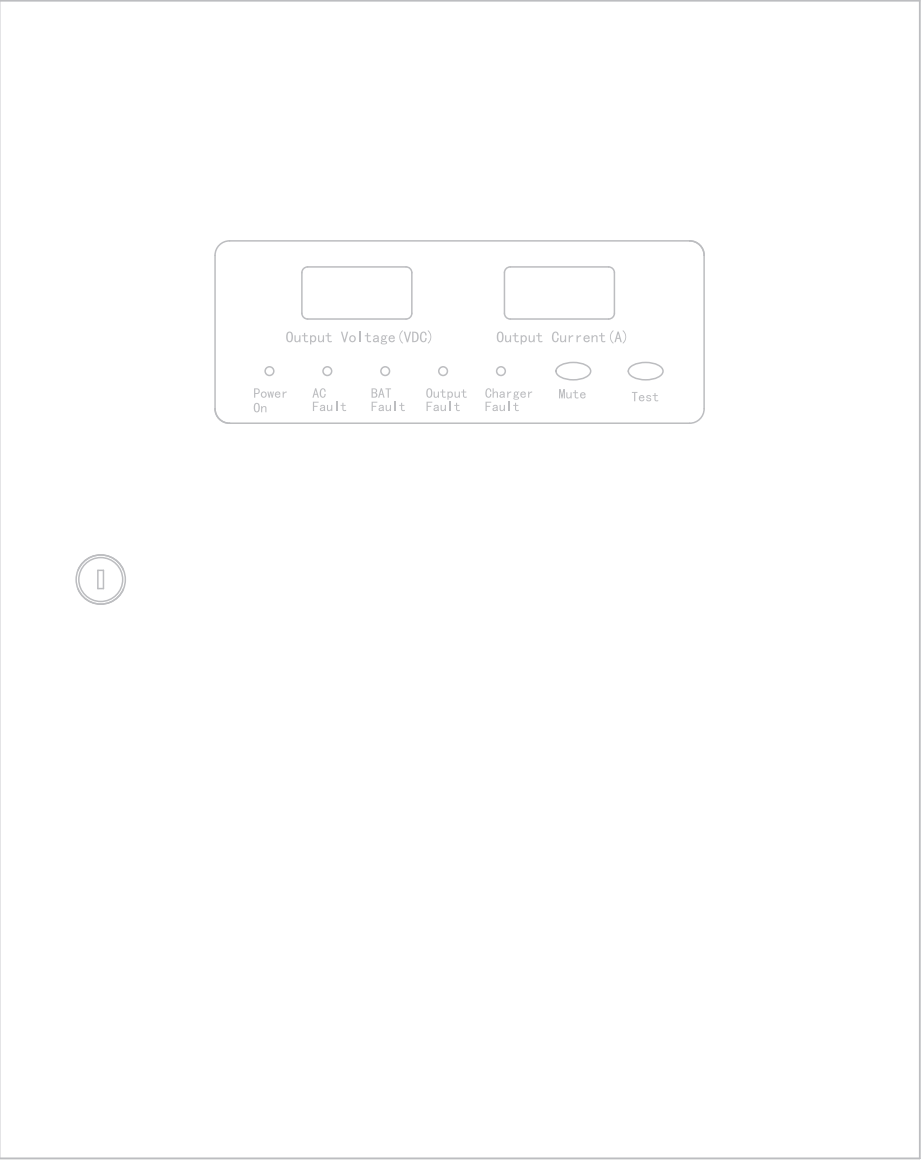 Output Voltage(VDC) Output Current(A)
Power AC BAT Output Charger Mute Test
On Fault Fault Fault Fault